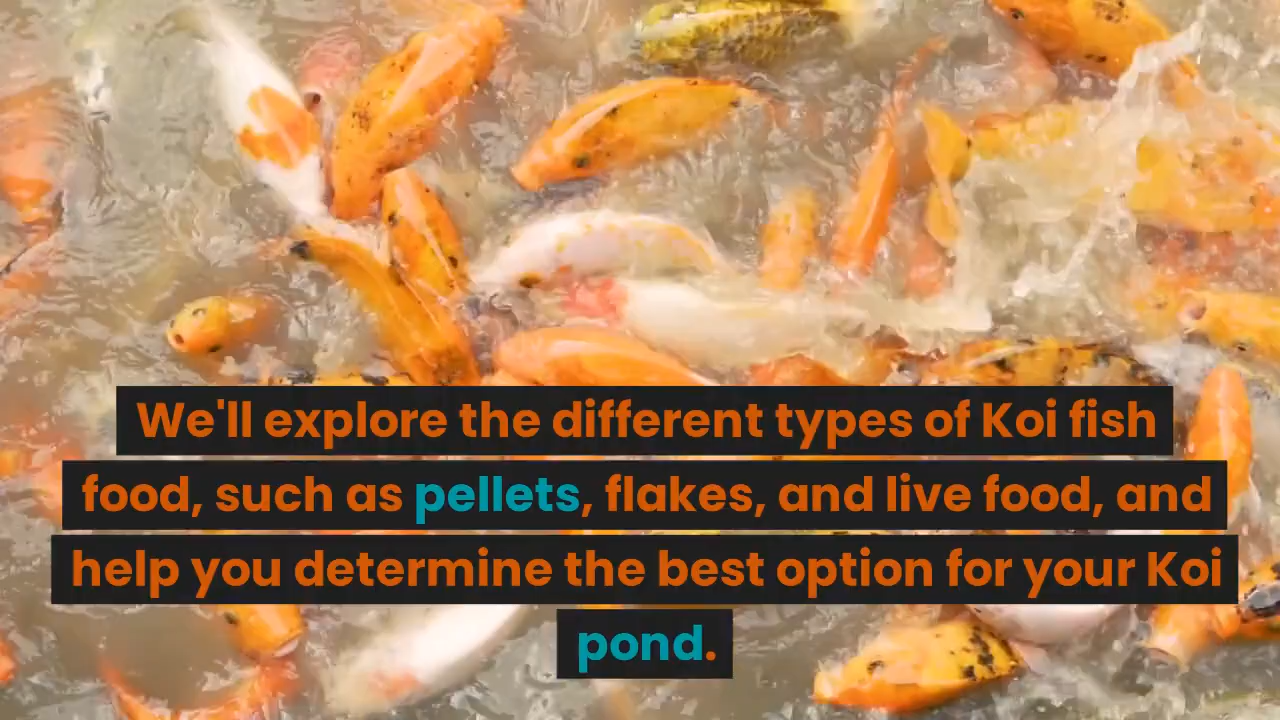 We'll explore the different types of Koi fish
food, such as pellets, flakes, and live food, and
help you determine the best option for your Koi
pond.